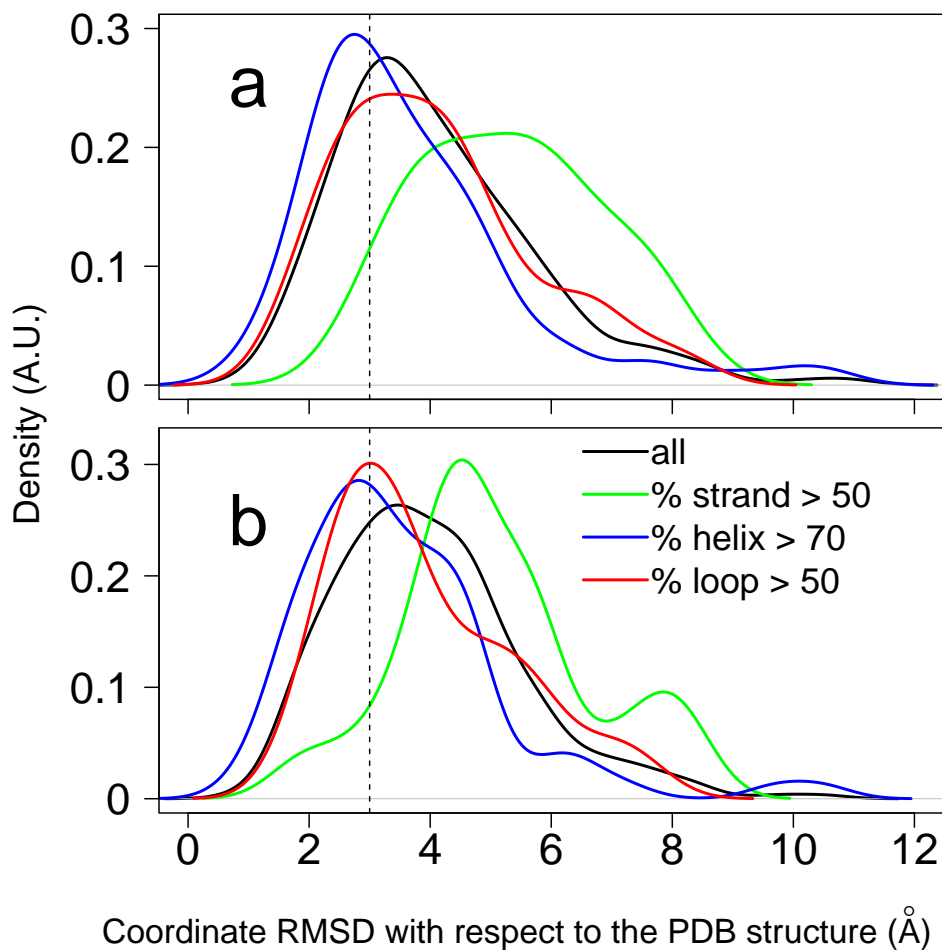 0.3
a
0.2
0.1
0
Density (A.U.)
0.3
all
% strand > 50
b
% helix > 70
0.2
% loop > 50
0.1
0
0 2 4 6 8 10 12
Coordinate RMSD with respect to the PDB structure (Å)